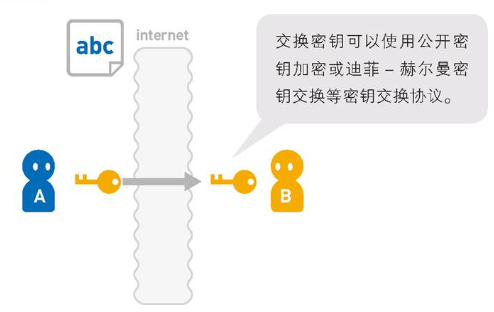 abc
internet
交换密钥可以使用公开密
钥加密或迪菲 – 赫尔曼密
钥交换等密钥交换协议。
A
B